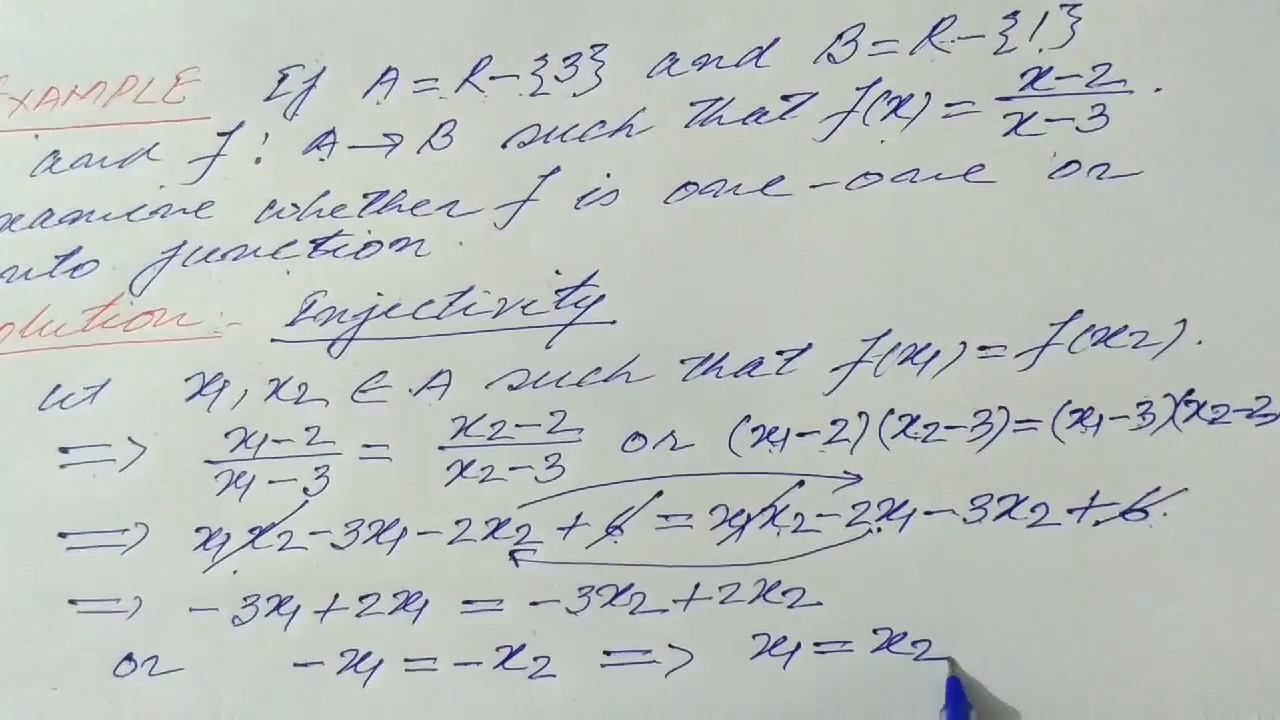 EXAMPLE If A = R-{3} and B = R-{1}
and f: A → B such that f(x) = (x-2)/(x-3).
xamine whether f is one-one or
nto function.
olution:- Injectivity
Let x₁, x₂ ∈ A such that f(x₁) = f(x₂).
=> (x₁-2)/(x₁-3) = (x₂-2)/(x₂-3) or (x₁-2)(x₂-3) = (x₁-3)(x₂-2
=> x₁x₂ - 3x₁ - 2x₂ + 6 = x₁x₂ - 2x₁ - 3x₂ + 6.
=> -3x₁ + 2x₁ = -3x₂ + 2x₂
or -x₁ = -x₂ => x₁ = x₂